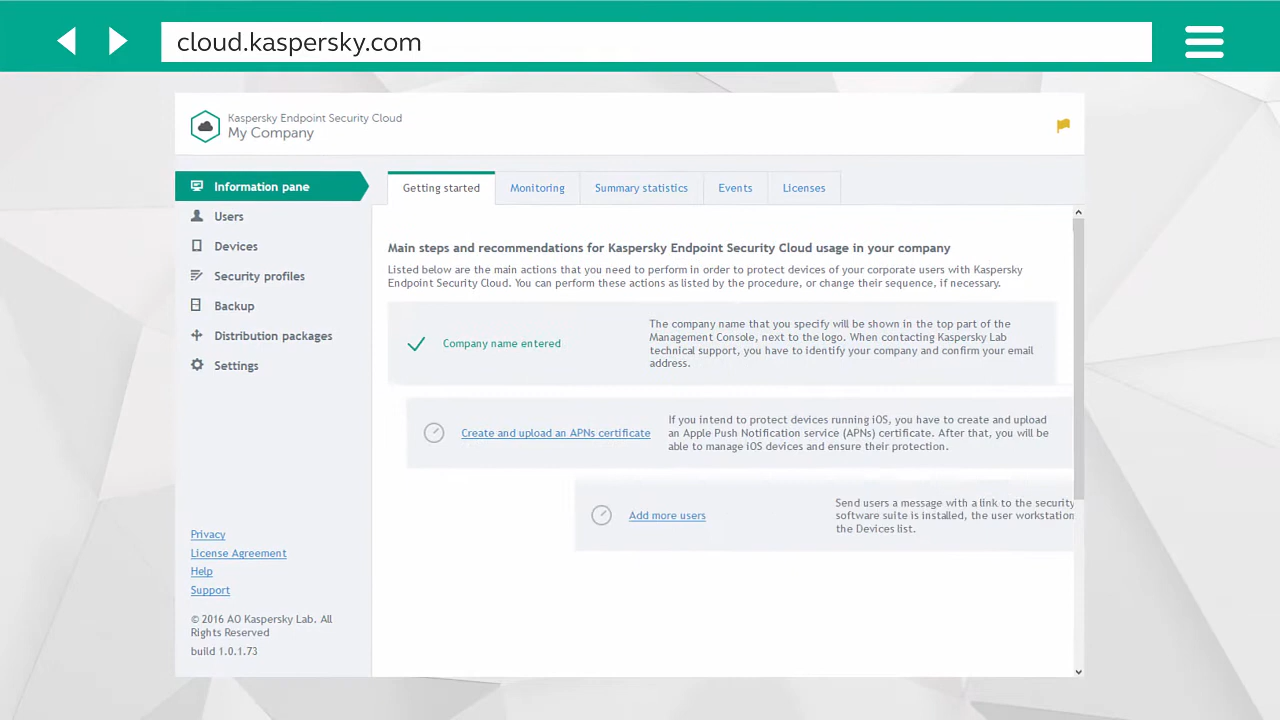 cloud.kaspersky.com
Kaspersky Endpoint Security Cloud
My Company
Information pane
Users
Devices
Security profiles
Backup
Distribution packages
Settings
Privacy
License Agreement
Help
Support
© 2016 AO Kaspersky Lab. All
Rights Reserved
build 1.0.1.73
Getting started
Monitoring
Summary statistics
Events
Licenses
Main steps and recommendations for Kaspersky Endpoint Security Cloud usage in your company
Listed below are the main actions that you need to perform in order to protect devices of your corporate users with Kaspersky
Endpoint Security Cloud. You can perform these actions as listed by the procedure, or change their sequence, if necessary.
Company name entered
The company name that you specify will be shown in the top part of the
Management Console, next to the logo. When contacting Kaspersky Lab
technical support, you have to identify your company and confirm your email
address.
Create and upload an APNs certificate
If you intend to protect devices running iOS, you have to create and upload
an Apple Push Notification service (APNs) certificate. After that, you will be
able to manage iOS devices and ensure their protection.
Add more users
Send users a message with a link to the security
software suite is installed, the user workstation
the Devices list.